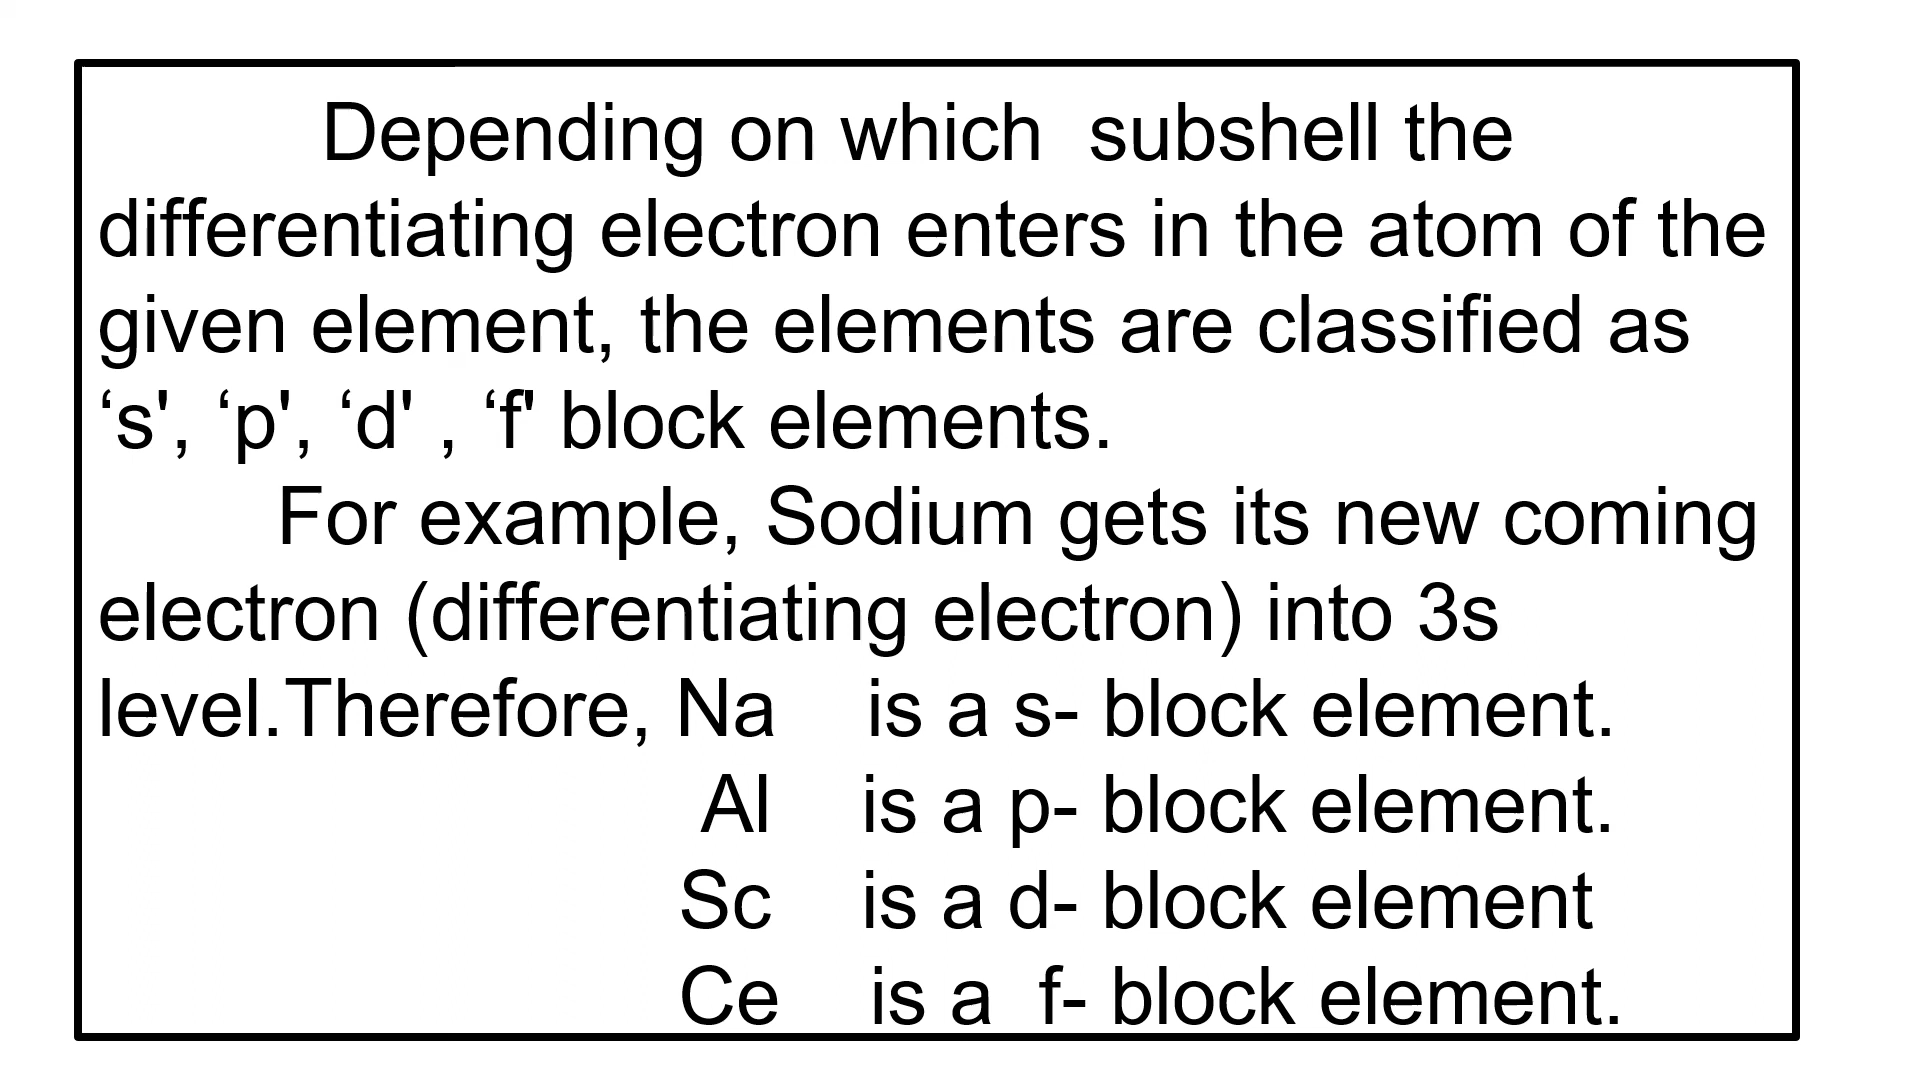 Depending on which  subshell the
differentiating electron enters in the atom of the
given element, the elements are classified as
‘s', ‘p', ‘d' , ‘f' block elements.
For example, Sodium gets its new coming
electron (differentiating electron) into 3s
level.Therefore, Na    is a s- block element.
Al    is a p- block element.
Sc    is a d- block element
Ce    is a  f- block element.